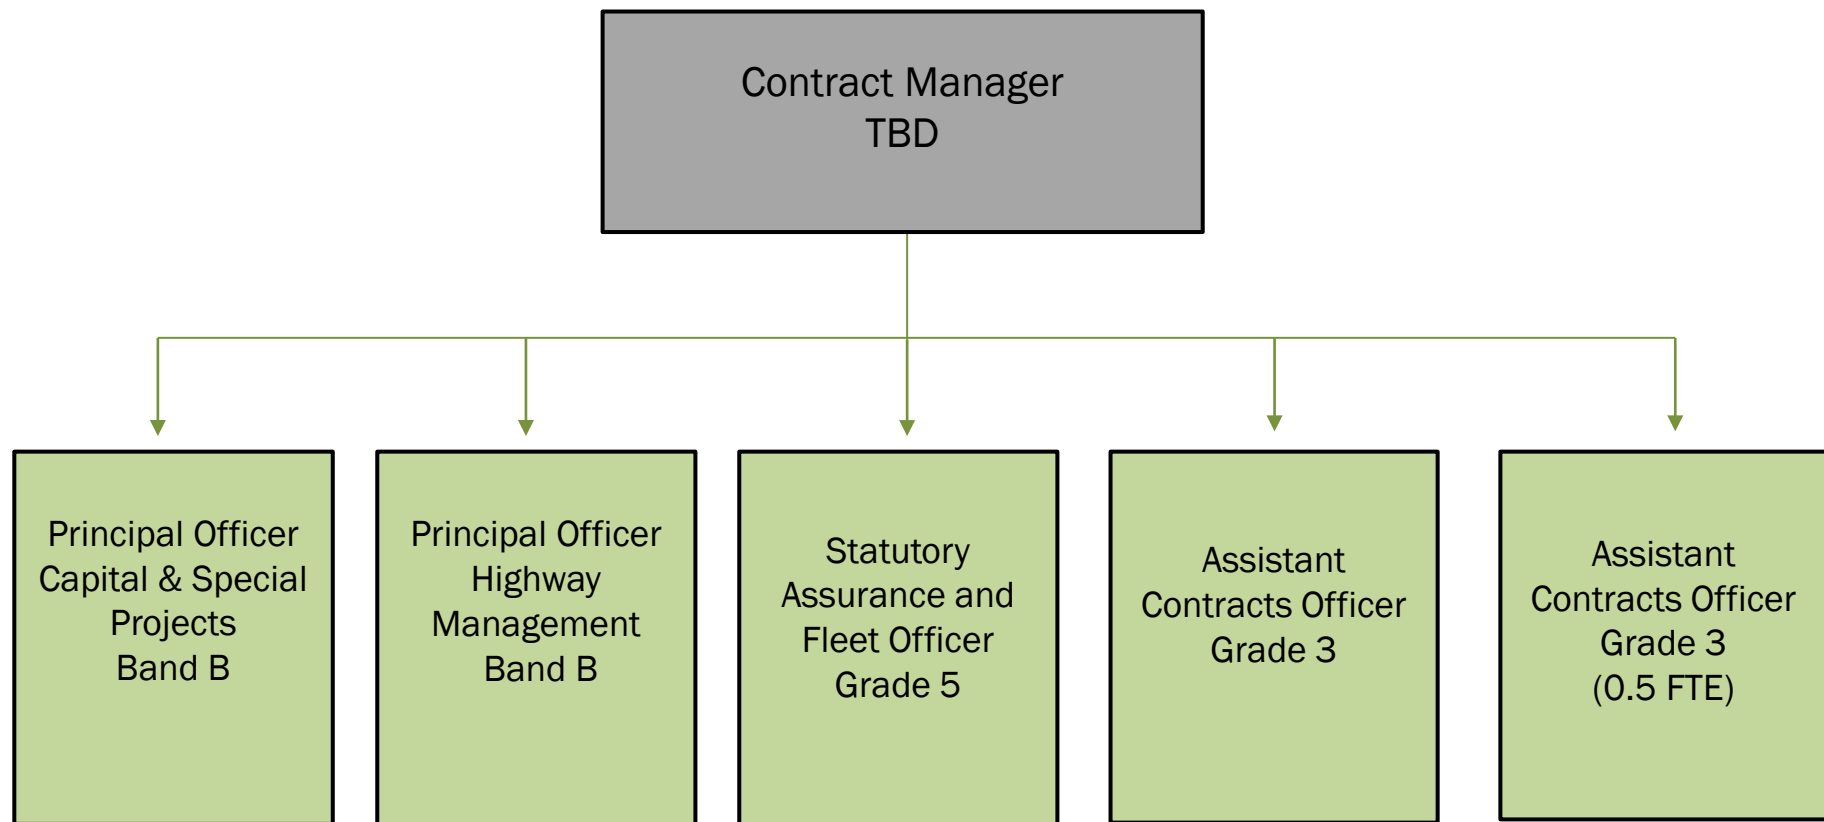 Contract Manager
TBD
Principal Officer
Capital & Special
Projects
Band B
Principal Officer
Highway
Management
Band B
Statutory
Assurance and
Fleet Officer
Grade 5
Assistant
Contracts Officer
Grade 3
Assistant
Contracts Officer
Grade 3
(0.5 FTE)